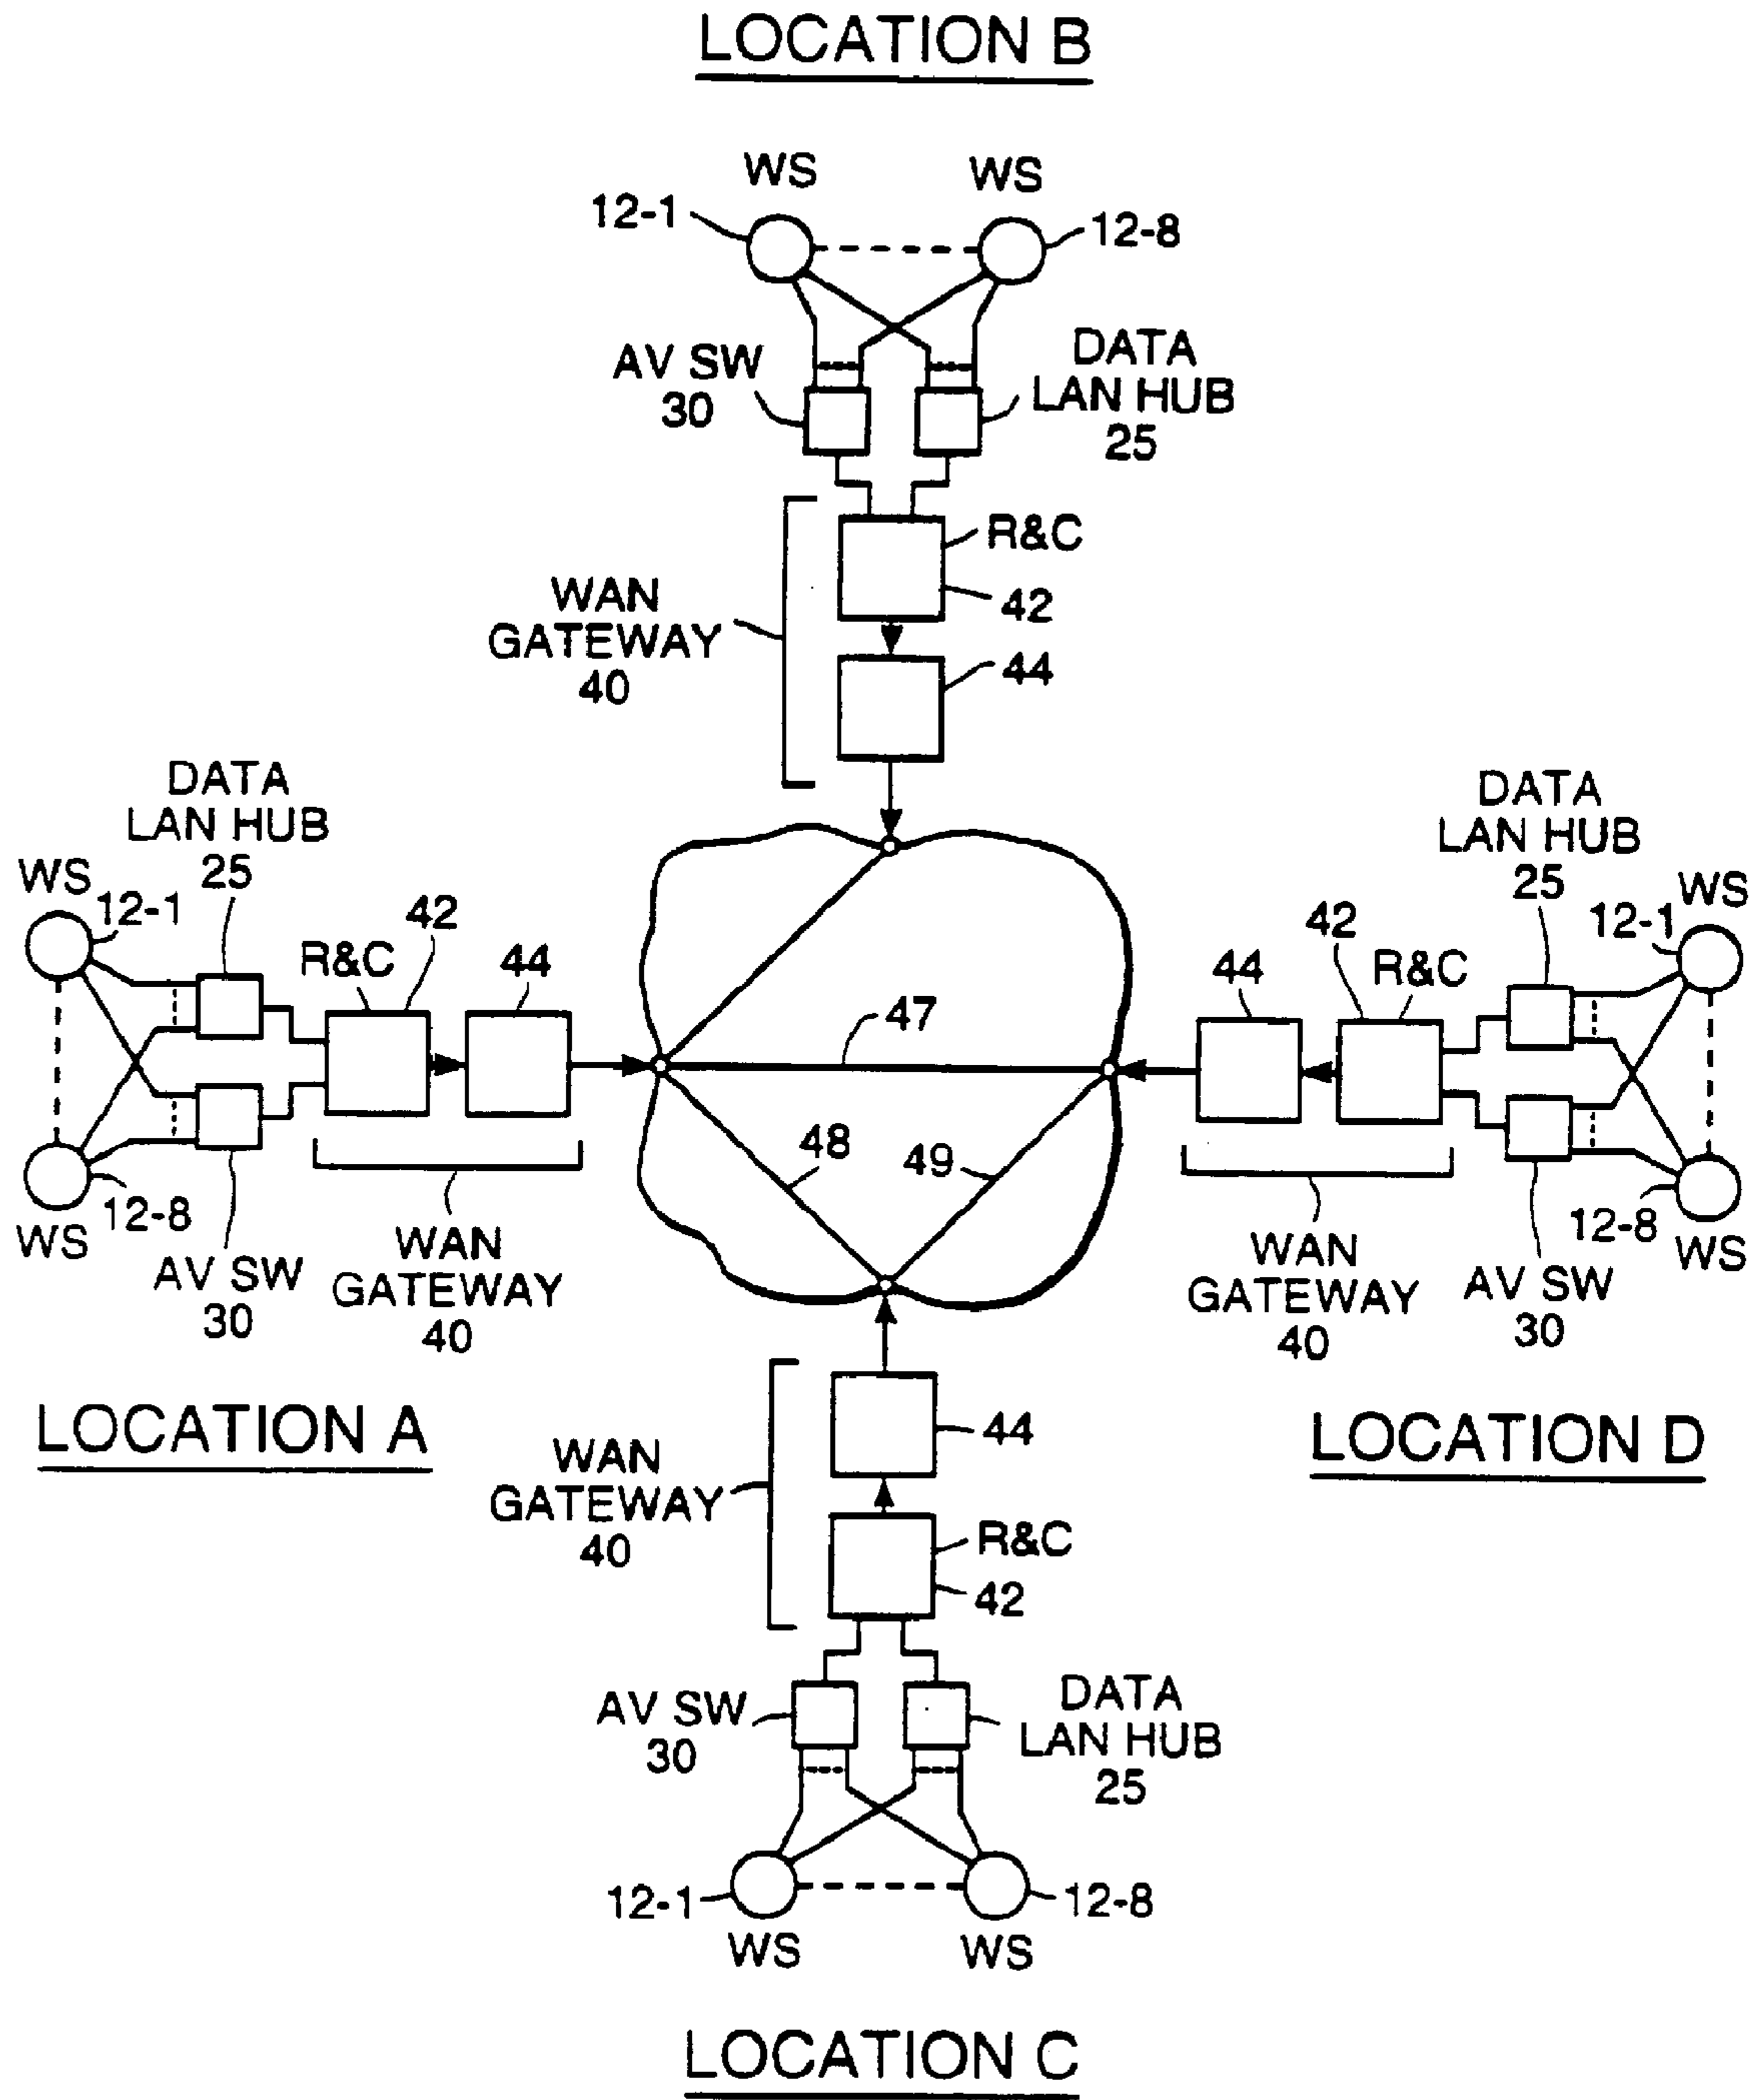 LOCATION B
WS WS
12-1 12-8
AV SW
30
DATA
LAN HUB
25
R&C
42
WAN
GATEWAY
40
44
DATA
LAN HUB
25
WS
12-1
42
R&C
44
12-8
WS
AV SW
30
WAN
GATEWAY
40
LOCATION A
47
48
49
DATA
LAN HUB
25
WS
12-1
42
R&C
44
12-8
WS
WAN
GATEWAY
40
AV SW
30
LOCATION D
44
WAN
GATEWAY
40
R&C
42
AV SW
30
DATA
LAN HUB
25
12-1 12-8
WS WS
LOCATION C